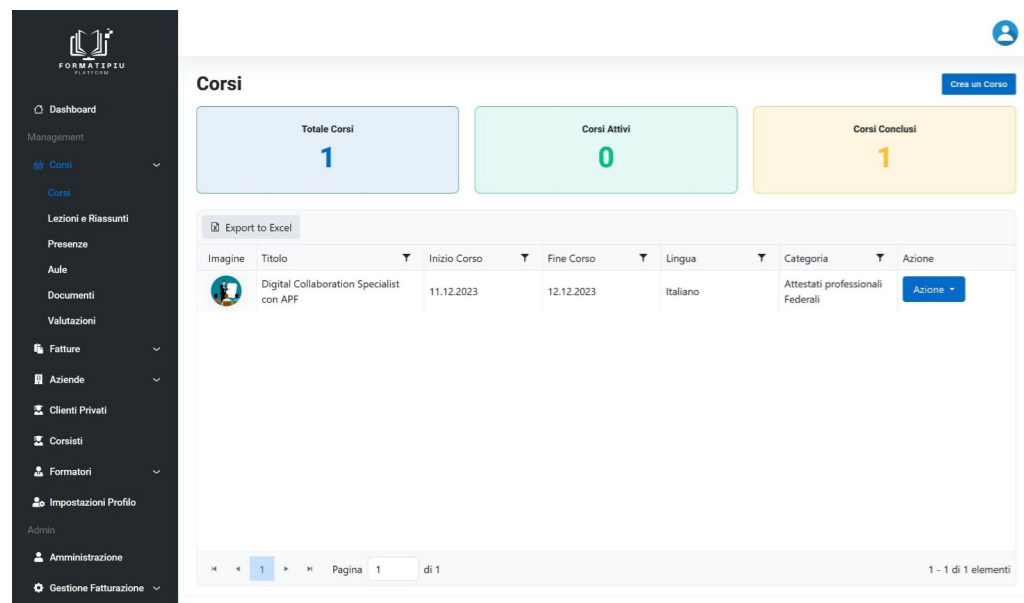 FORMATIPIU
PLATFORM
Dashboard
Management
Corsi
Corsi
Lezioni e Riassunti
Presenze
Aule
Documenti
Valutazioni
Fatture
Aziende
Clienti Privati
Corsisti
Formatori
Impostazioni Profilo
Admin
Amministrazione
Gestione Fatturazione
Corsi
Crea un Corso
Totale Corsi
1
Corsi Attivi
0
Corsi Conclusi
1
Export to Excel
Imagine Titolo Inizio Corso Fine Corso Lingua Categoria Azione
Digital Collaboration Specialist
con APF
11.12.2023
12.12.2023
Italiano
Attestati professionali
Federali
Azione
1 Pagina 1 di 1
1 - 1 di 1 elementi